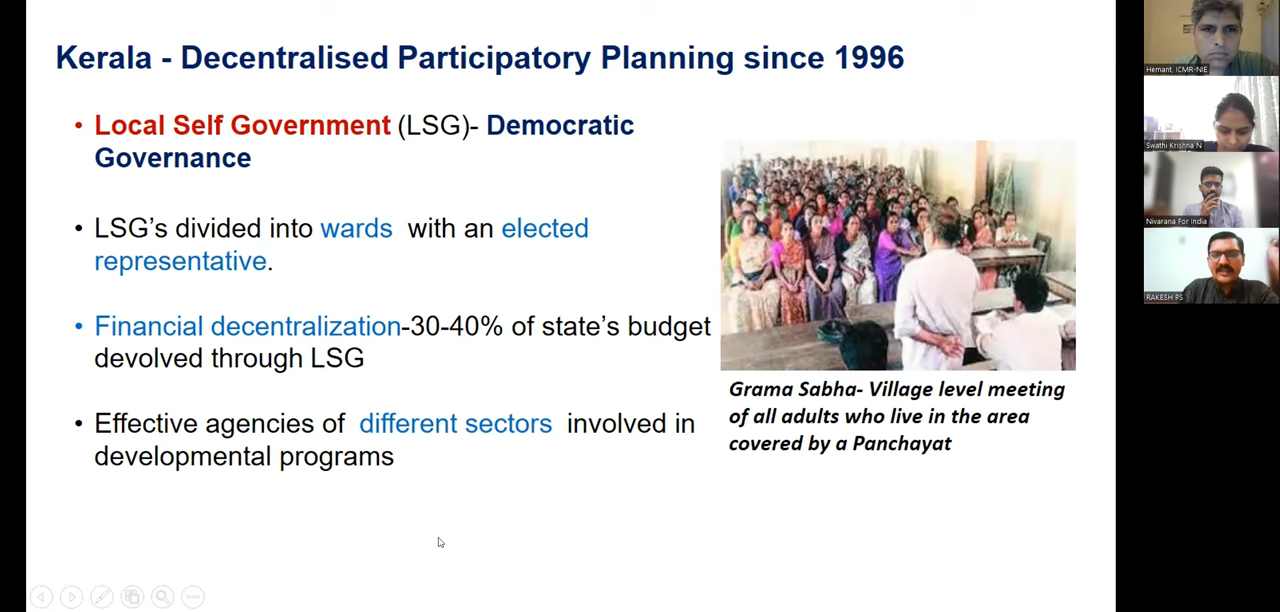 Kerala - Decentralised Participatory Planning since 1996
• Local Self Government (LSG)- Democratic
Governance
• LSG’s divided into wards with an elected
representative.
• Financial decentralization-30-40% of state’s budget
devolved through LSG
• Effective agencies of different sectors involved in
developmental programs
Grama Sabha- Village level meeting
of all adults who live in the area
covered by a Panchayat
Hemant, ICMR-NIE
Swathi Krishna N
Nivarana For India
RAKESH PS